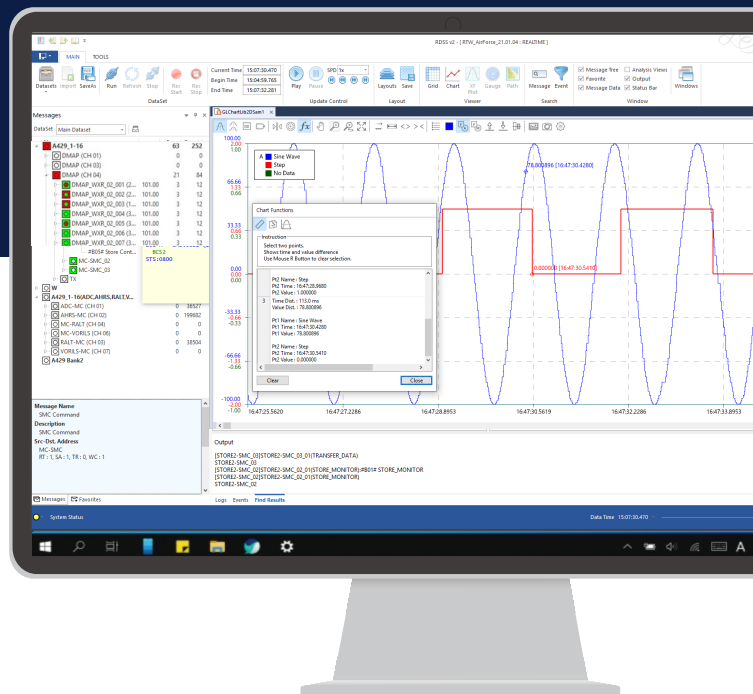 RDSS v2 - [ RTW_AirForce_21.01.04 : REALTIME ]
MAIN TOOLS
Datasets Import SaveAs Run Refresh Stop Rec Start Rec Stop
DataSet
Current Time 15:07:30.470
Begin Time 15:04:59.765
End Time 15:07:32.281
SPD 1x
Play Pause
Update Control
Layouts Save
Layout
Grid Chart XY Plot Gauge Path
Viewer
Message Event
Search
Message Tree Analysis Views
Favorite Output
Message Data Status Bar
Windows
Window
Messages
DataSet Main Dataset
A429_1-16 63 252
DMAP (CH 01) 0 0
DMAP (CH 03) 0 0
DMAP (CH 04) 21 84
DMAP_WXR_02_001 (2... 101.00 3 12
DMAP_WXR_02_002 (2... 101.00 3 12
DMAP_WXR_02_003 (1... 101.00 3 12
DMAP_WXR_02_004 (3... 101.00 3 12
DMAP_WXR_02_005 (3... 101.00 3 12
DMAP_WXR_02_006 (3... 101.00 3 12
DMAP_WXR_02_007 (3... 101.00 3 12
#B05# Store Cont...
MC-SMC_02
MC-SMC_03
TX
BC52
STS:0800
W
A429_1-16(ADC,AHRS,RALT,V...
ADC-MC (CH 01) 0 36527
AHRS-MC (CH 02) 0 199682
MC-RALT (CH 04) 0 0
MC-VORILS (CH 06) 0 0
RALT-MC (CH 03) 0 38504
VORILS-MC (CH 07) 0 0
A429 Bank2
Message Name
SMC Command
Description
SMC Command
Src-Dst. Address
MC-SMC
RT : 1, SA : 1, TR : 0, WC : 1
Messages Favorites
GLChartLib2DSam1 ×
100.00
2.00
1.00
66.66
1.33
0.66
33.33
0.66
0.33
0.00
0.00
0.00
-33.33
-0.66
-0.33
-66.66
-1.33
-0.66
-100.00
-2.00
-1.00
A Sine Wave
Step
No Data
78.800896 [16:47:30.4280]
0.000000 [16:47:30.5410]
Chart Functions
Instruction
Select two points.
Shows time and value difference
Use Mouse R Button to clear selection.
Pt2 Name : Step
Pt2 Time : 16:47:28.9680
Pt2 Value : 1.000000
3 Time Dist. : 113.0 ms
Value Dist. : 78.800896
Pt1 Name : Sine Wave
Pt1 Time : 16:47:30.4280
Pt1 Value : 78.800896
Pt2 Name : Step
Pt2 Time : 16:47:30.5410
Pt2 Value : 0.000000
Clear Close
16:47:25.5620 16:47:27.2286 16:47:28.8953 16:47:30.5619 16:47:32.2286 16:47:33.8953
Output
[STORE2-SMC_03]STORE2-SMC_03_01(TRANSFER_DATA)
STORE2-SMC_03
[STORE2-SMC_02]STORE2-SMC_02_01(STORE_MONITOR):#B01# STORE_MONITOR
[STORE2-SMC_02]STORE2-SMC_02_01(STORE_MONITOR)
STORE2-SMC_02
Logs Events Find Results
System Status
Data Time 15:07:30.470
A